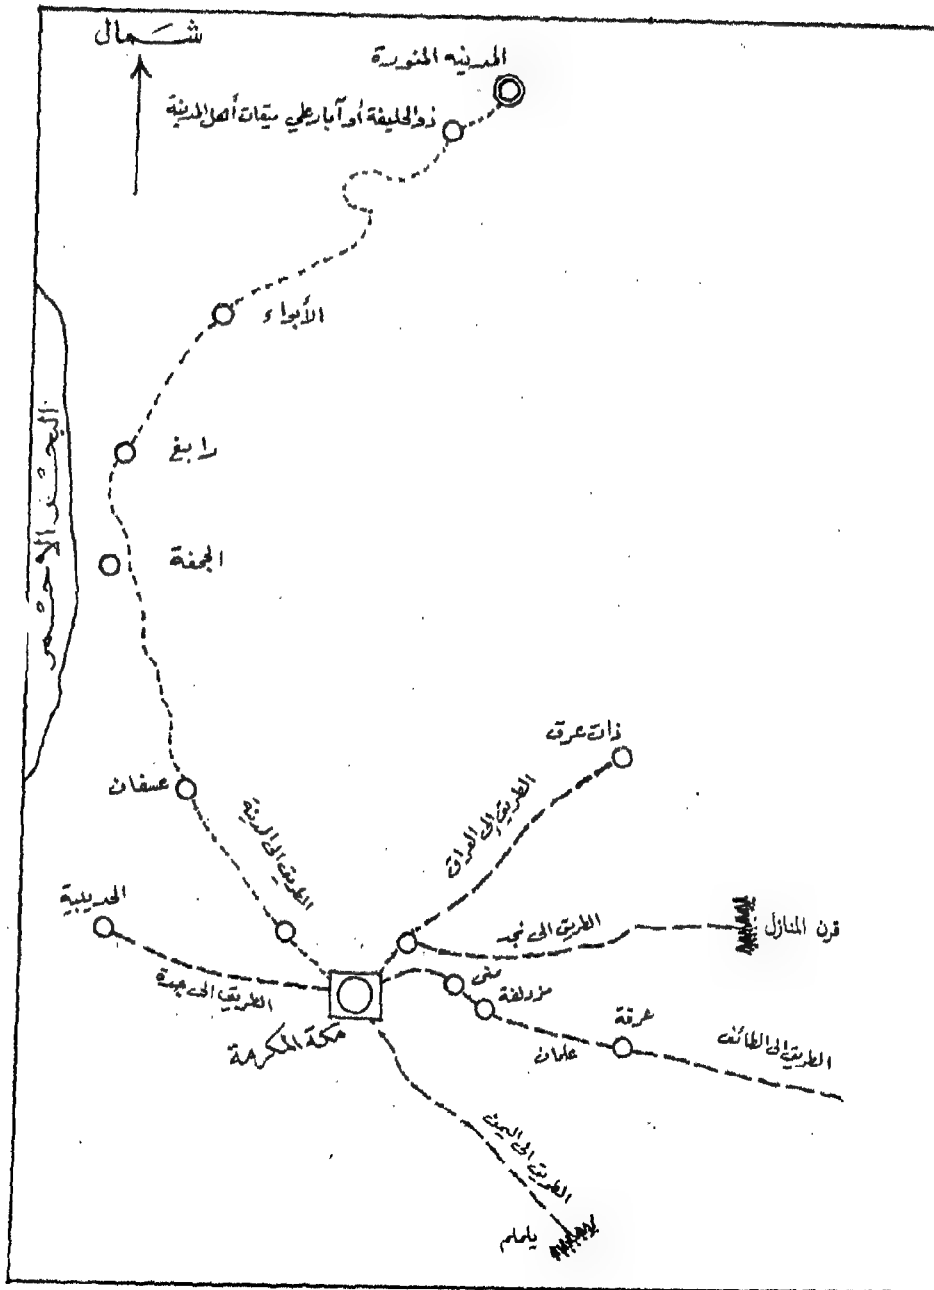 شمال
المدينه المنورة
ذو الحليفة أو آبار علي ميقات أهل المدينة
الأبواء
رابغ
البحر الأحمر
الجحفة
ذات عرق
عسفان
الطريق إلى المدينة
الطريق إلى العراق
الحديبية
الطريق إلى نجد
قرن المنازل
الطريق إلى جدة
منى
مزدلفة
عرفة
علمان
الطريق إلى الطائف
مكة المكرمة
الطريق الى اليمن
يلملم